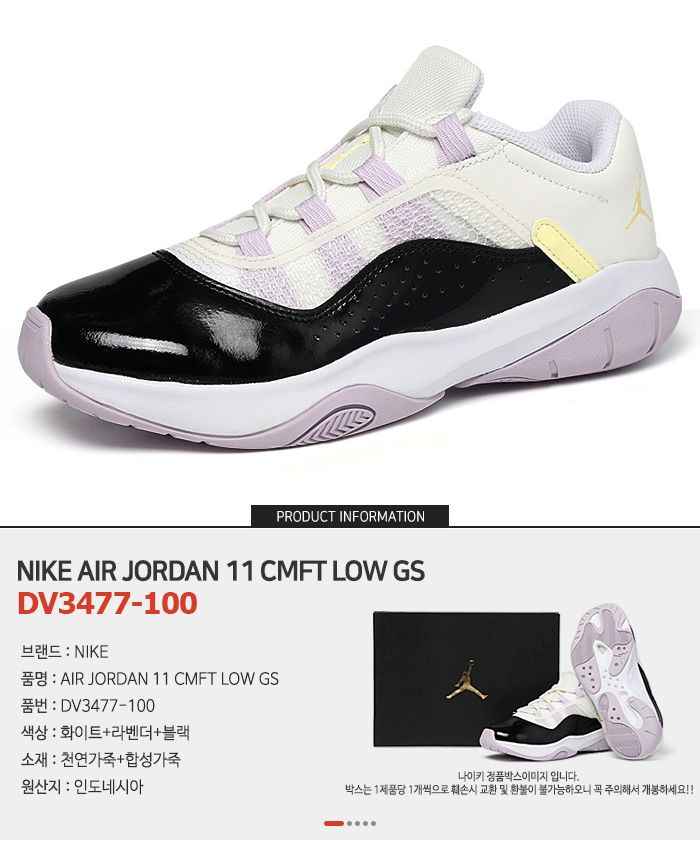 PRODUCT INFORMATION
NIKE AIR JORDAN 11 CMFT LOW GS
DV3477-100
브랜드 : NIKE
품명 : AIR JORDAN 11 CMFT LOW GS
품번 : DV3477-100
색상 : 화이트+라벤더+블랙
소재 : 천연가죽+합성가죽
원산지 : 인도네시아
나이키 정품박스이미지 입니다.
박스는 1제품당 1개씩으로 훼손시 교환 및 환불이 불가능하오니 꼭 주의해서 개봉하세요!!